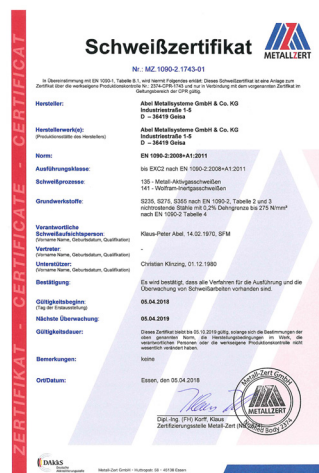 ZERTIFIKAT - CERTIFICATE - CERTIFICAT
Schweißzertifikat
METALLZERT
Nr.: MZ.1090-2.1743-01
In Übereinstimmung mit EN 1090-1, Tabelle B.1, wird hiermit Folgendes erklärt: Dieses Schweißzertifikat ist eine Anlage zum
Zertifikat über die werkseigene Produktionskontrolle Nr.: 2374-CPR-1743 und nur in Verbindung mit dem vorgenannten Zertifikat im
Geltungsbereich der CPR gültig.
Hersteller: Abel Metallsysteme GmbH & Co. KG
Industriestraße 1-5
D – 36419 Geisa
Herstellerwerk(e): Abel Metallsysteme GmbH & Co. KG
(Produktionsstätte des Herstellers) Industriestraße 1-5
D – 36419 Geisa
Norm: EN 1090-2:2008+A1:2011
Ausführungsklasse: bis EXC2 nach EN 1090-2:2008+A1:2011
Schweißprozesse: 135 - Metall-Aktivgasschweißen
141 - Wolfram-Inertgasschweißen
Grundwerkstoffe: S235, S275, S355 nach EN 1090-2, Tabelle 2 und 3
nichtrostende Stähle mit 0,2% Dehngrenze bis 275 N/mm²
nach EN 1090-2 Tabelle 4
Verantwortliche
Schweißaufsichtsperson: Klaus-Peter Abel, 14.02.1970, SFM
(Vorname Name, Geburtsdatum, Qualifikation)
Vertreter: -
(Vorname Name, Geburtsdatum, Qualifikation)
Unterstützer: Christian Klinzing, 01.12.1980
(Vorname Name, Geburtsdatum, Qualifikation)
Bestätigung: Es wird bestätigt, dass alle Verfahren für die Ausführung und die
Überwachung von Schweißarbeiten vorhanden sind.
Gültigkeitsbeginn: 05.04.2018
(Tag der Erstausstellung)
Nächste Überwachung: 05.04.2019
Gültigkeitsdauer: Dieses Zertifikat bleibt bis 05.10.2019 gültig, solange sich die Bestimmungen der
oben genannten Norm, die Herstellungsbedingungen im Werk, die
verantwortlichen Personen oder die werkseigene Produktionskontrolle nicht
wesentlich verändert haben.
Bemerkungen: keine
Ort/Datum: Essen, den 05.04.2018
Metall-Zert GmbH
METALLZERT
Notified Body 2374
Dipl.-Ing. (FH) Korff, Klaus
Zertifizierungsstelle Metall-Zert
DAkkS
Deutsche
Akkreditierungsstelle